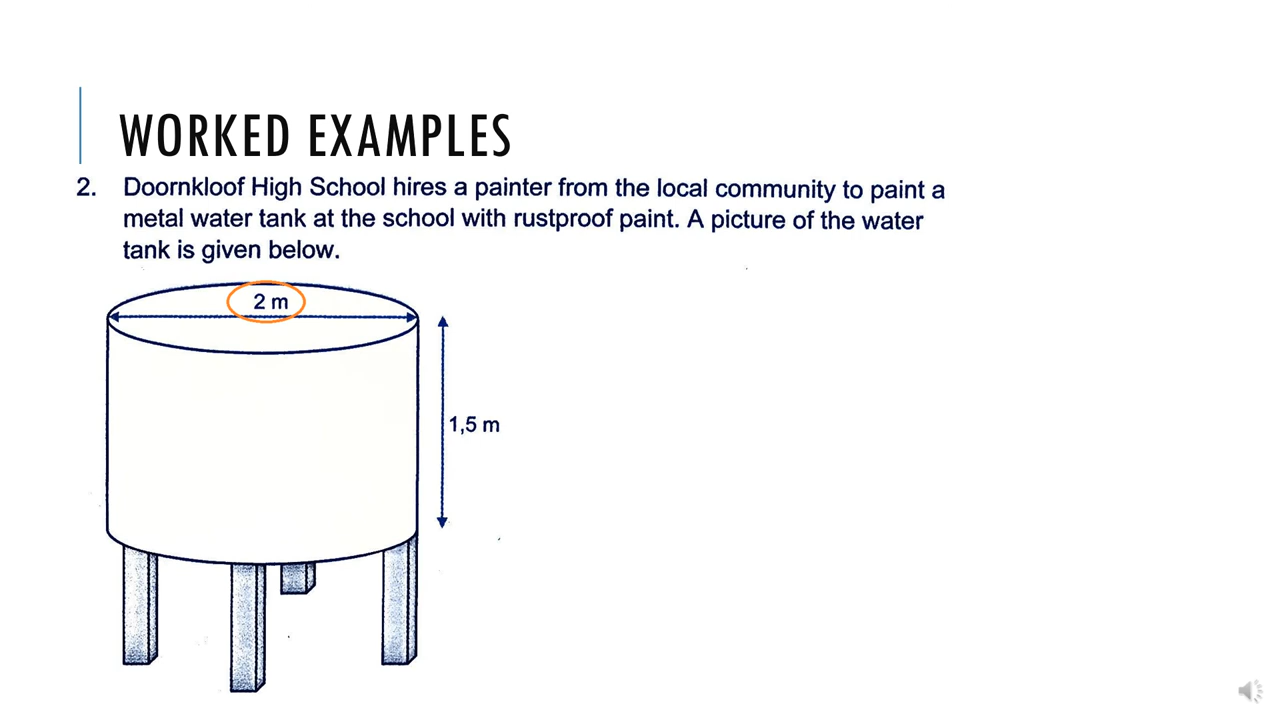 WORKED EXAMPLES
2. Doornkloof High School hires a painter from the local community to paint a
metal water tank at the school with rustproof paint. A picture of the water
tank is given below.
2 m
1,5 m